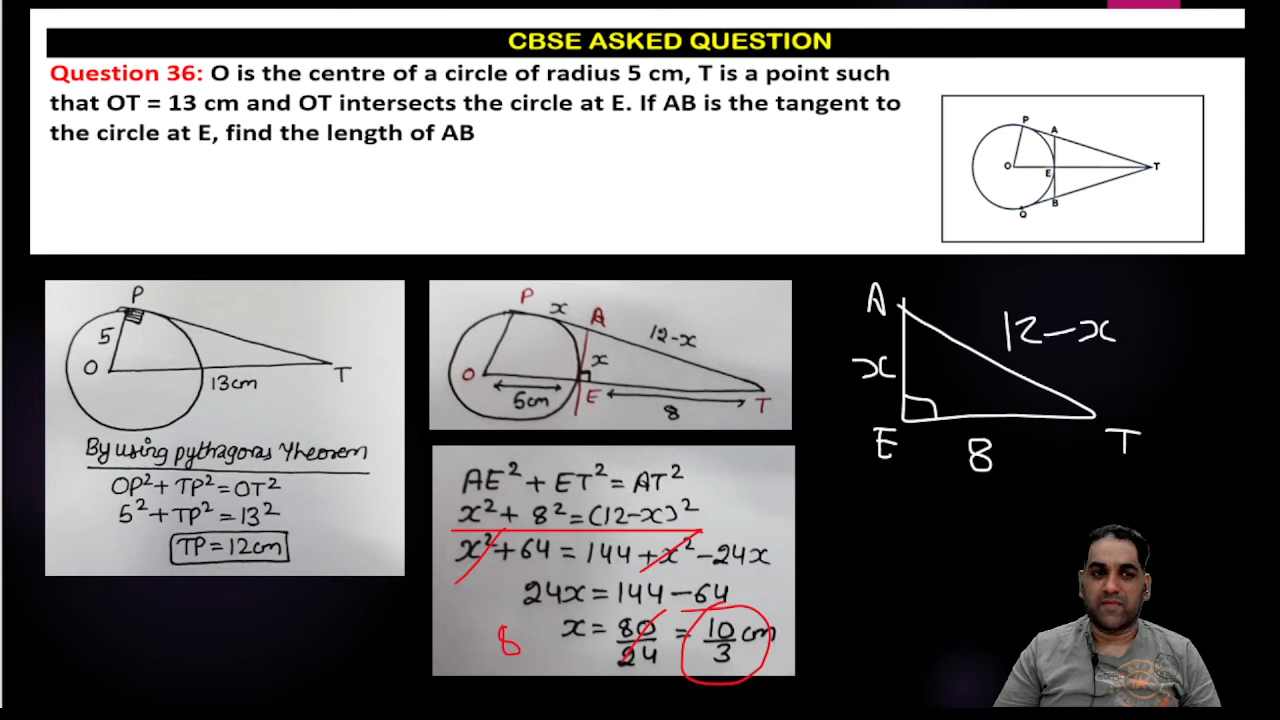 CBSE ASKED QUESTION
Question 36: O is the centre of a circle of radius 5 cm, T is a point such
that OT = 13 cm and OT intersects the circle at E. If AB is the tangent to
the circle at E, find the length of AB
P
A
O
E
T
B
Q
P
5
O
13cm
T
By using pythagoras Theorem
OP²+ TP²=OT²
5²+TP²=13²
TP=12cm
P
x
A
12-x
x
O
5cm
E
8
T
AE²+ET²=AT²
x²+8²=(12-x)²
x²+64=144+x²-24x
24x=144-64
8
x=80/24=10/3cm
A
12-x
x
E
8
T